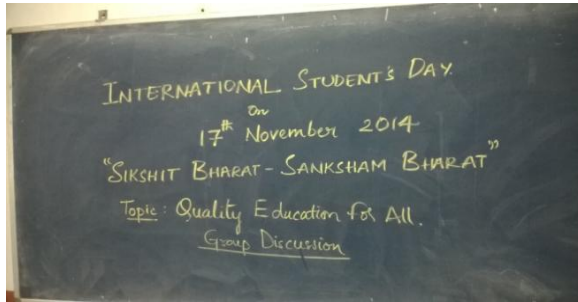 INTERNATIONAL STUDENT'S DAY
On
17th November 2014
"SIKSHIT BHARAT - SANKSHAM BHARAT"
Topic : Quality Education for All.
Group Discussion